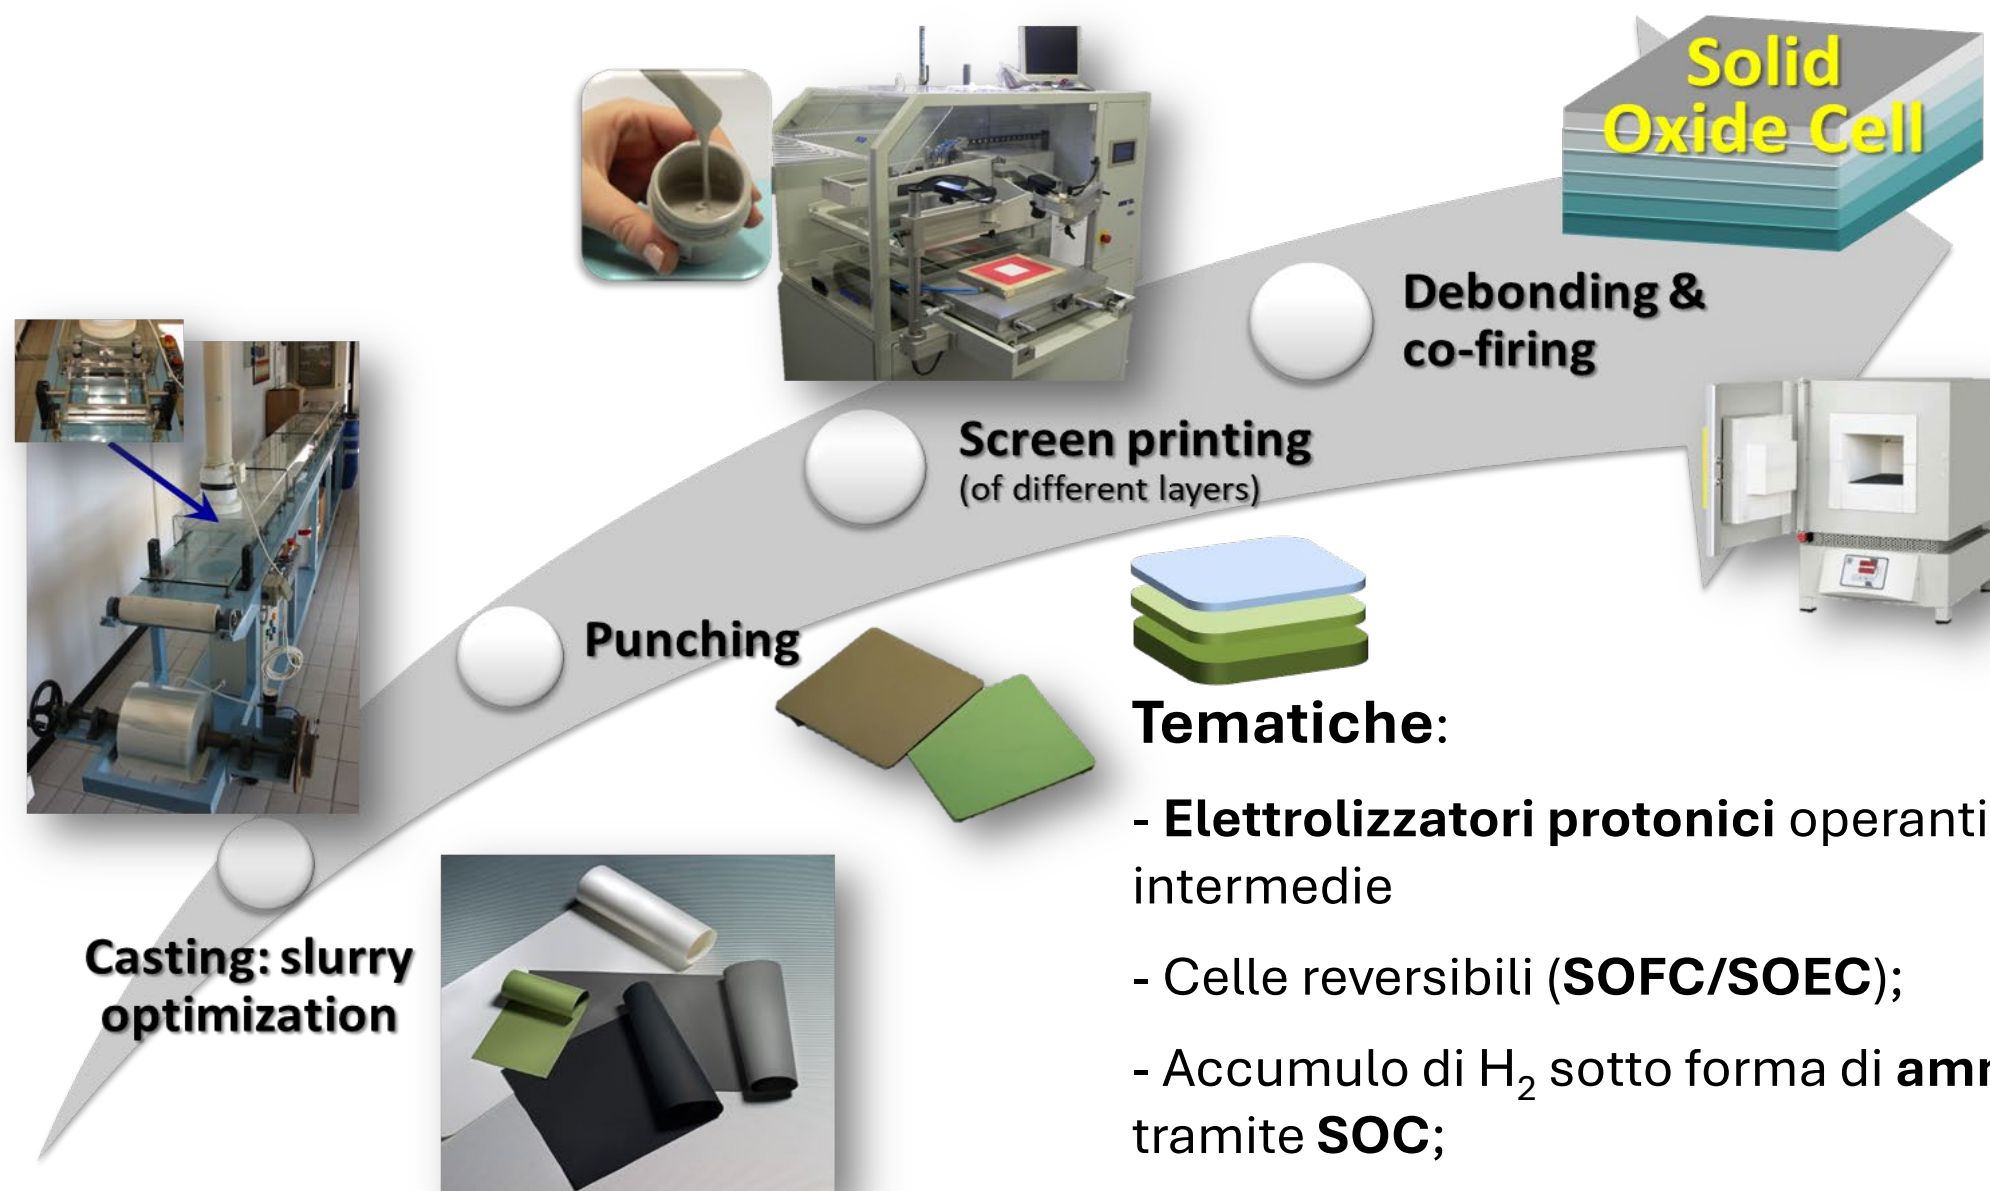 Solid
Oxide Cell
Debonding &
co-firing
Screen printing
(of different layers)
Punching
Casting: slurry
optimization
Tematiche:
- Elettrolizzatori protonici operanti
intermedie
- Celle reversibili (SOFC/SOEC);
- Accumulo di H₂ sotto forma di
tramite SOC;